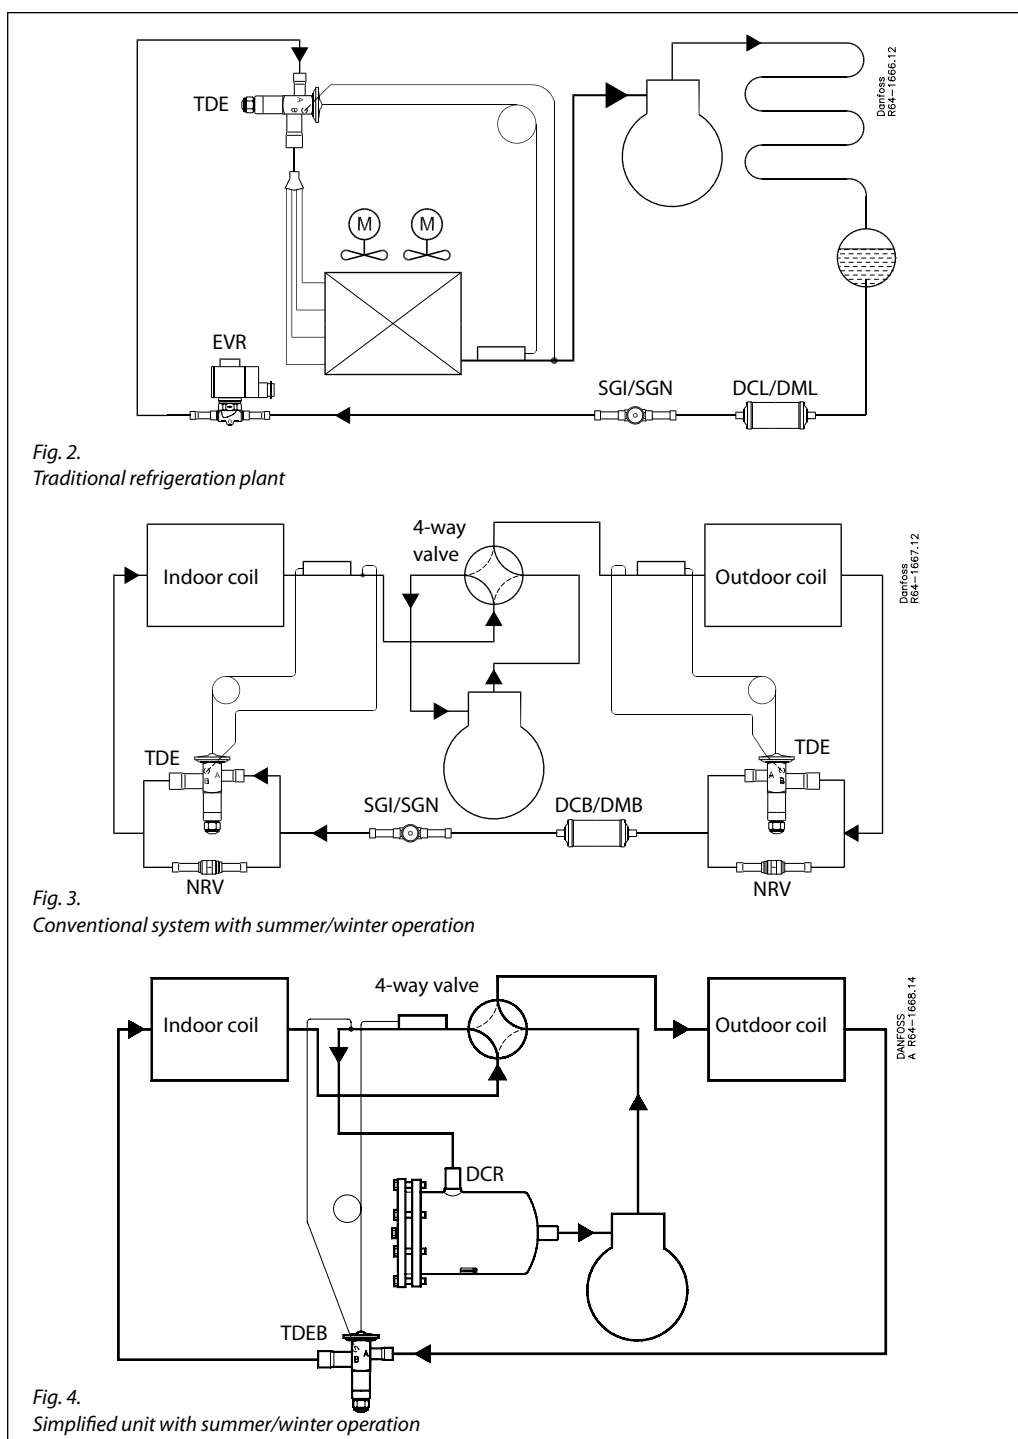 Danfoss
R64-1666.12
TDE
A
B
M
M
EVR
SGI/SGN
DCL/DML
Fig. 2.
Traditional refrigeration plant
4-way
valve
Indoor coil
Outdoor coil
Danfoss
R64-1667.12
TDE
A
B
TDE
A
B
SGI/SGN
DCB/DMB
NRV
NRV
Fig. 3.
Conventional system with summer/winter operation
4-way valve
Indoor coil
Outdoor coil
DANFOSS
A R64-1668.14
DCR
TDEB
B
A
Fig. 4.
Simplified unit with summer/winter operation